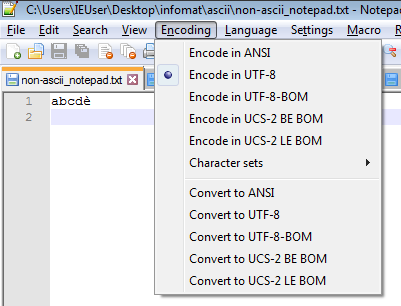 C:\Users\IEUser\Desktop\infomat\ascii\non-ascii_notepad.txt - Notepa
File Edit Search View Encoding Language Settings Macro R
non-ascii_notepad.txt
1 abcdè
2
Encode in ANSI
Encode in UTF-8
Encode in UTF-8-BOM
Encode in UCS-2 BE BOM
Encode in UCS-2 LE BOM
Character sets
Convert to ANSI
Convert to UTF-8
Convert to UTF-8-BOM
Convert to UCS-2 BE BOM
Convert to UCS-2 LE BOM